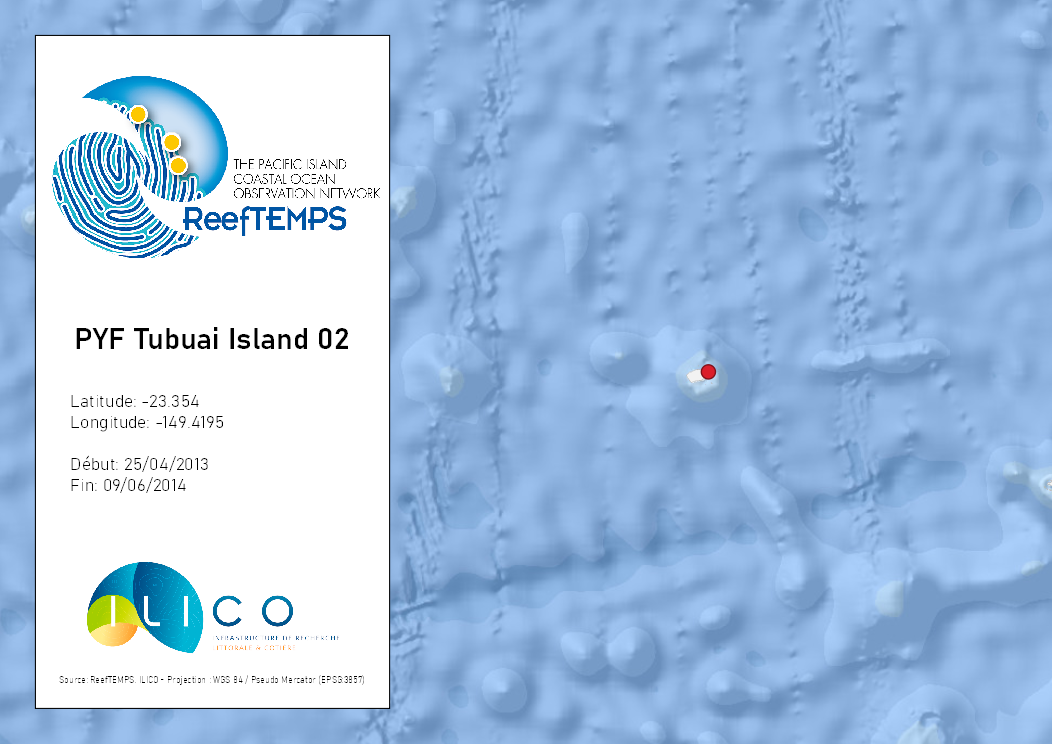 THE PACIFIC ISLAND
COASTAL OCEAN
OBSERVATION NETWORK
ReefTEMPS
PYF Tubuai Island 02
Latitude: -23.354
Longitude: -149.4195
Début: 25/04/2013
Fin: 09/06/2014
ILICO
INFRASTRUCTURE DE RECHERCHE
LITTORALE & CÔTIÈRE
Source: ReefTEMPS, ILICO - Projection : WGS 84 / Pseudo Mercator (EPSG:3857)